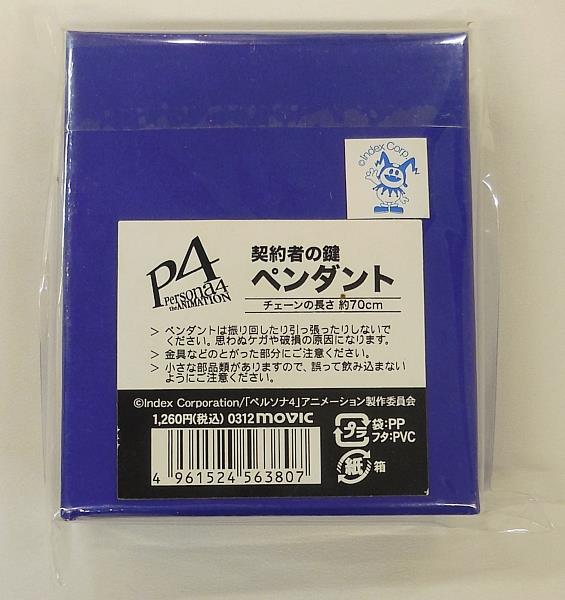 ©Index Corp.
P4
Persona4
the ANIMATION
契約者の鍵
ペンダント
チェーンの長さ 約70cm
> ペンダントは振り回したり引っ張ったりしないで
ください。思わぬケガや破損の原因になります。
> 金具などのとがった部分にご注意ください。
> 小さな部品類がありますので、誤って飲み込まない
ようにご注意ください。
©Index Corporation/「ペルソナ4」アニメーション製作委員会
1,260円(税込) 0312 movic
4 961524 563807
プラ
袋:PP
フタ:PVC
紙 箱